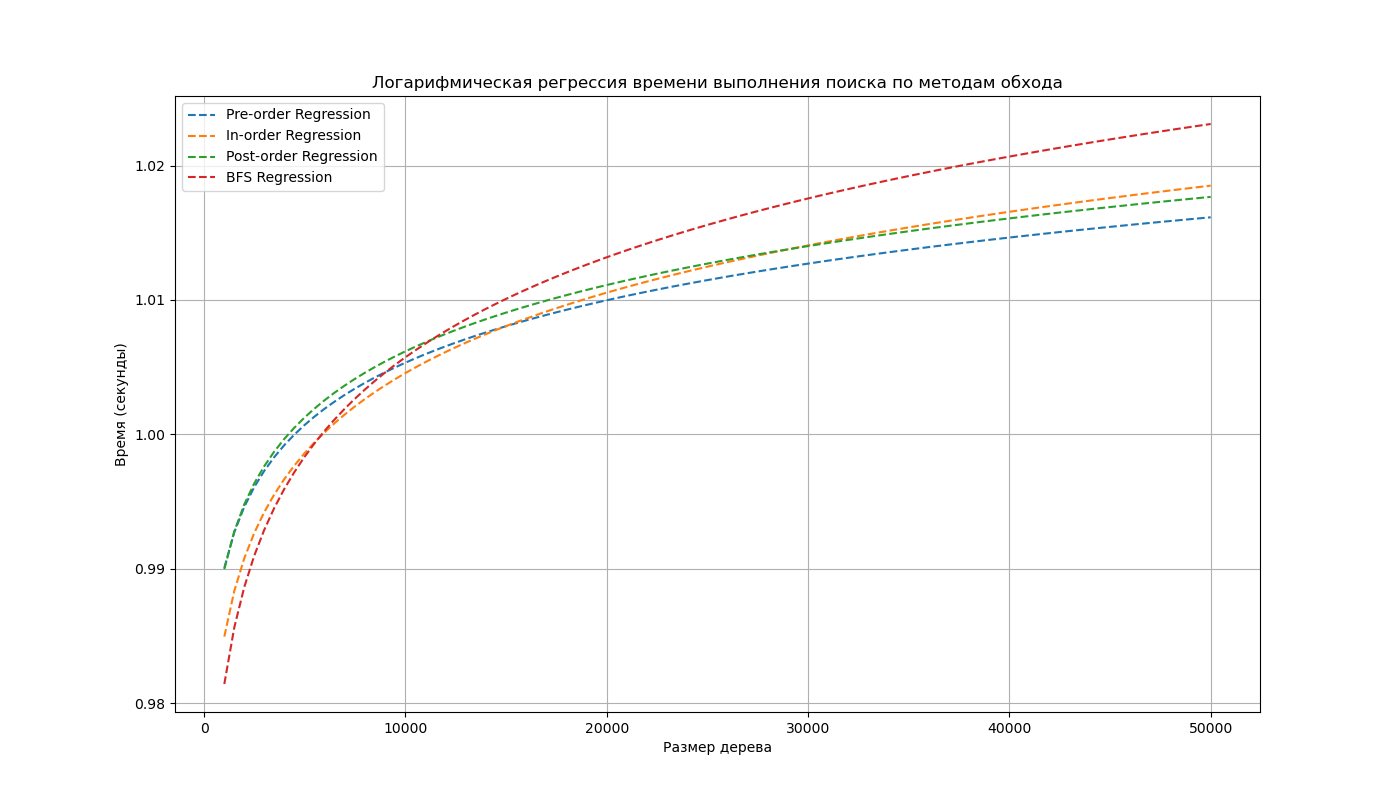 Логарифмическая регрессия времени выполнения поиска по методам обхода
Pre-order Regression
In-order Regression
Post-order Regression
BFS Regression
Время (секунды)
1.02
1.01
1.00
0.99
0.98
0
10000
20000
30000
40000
50000
Размер дерева